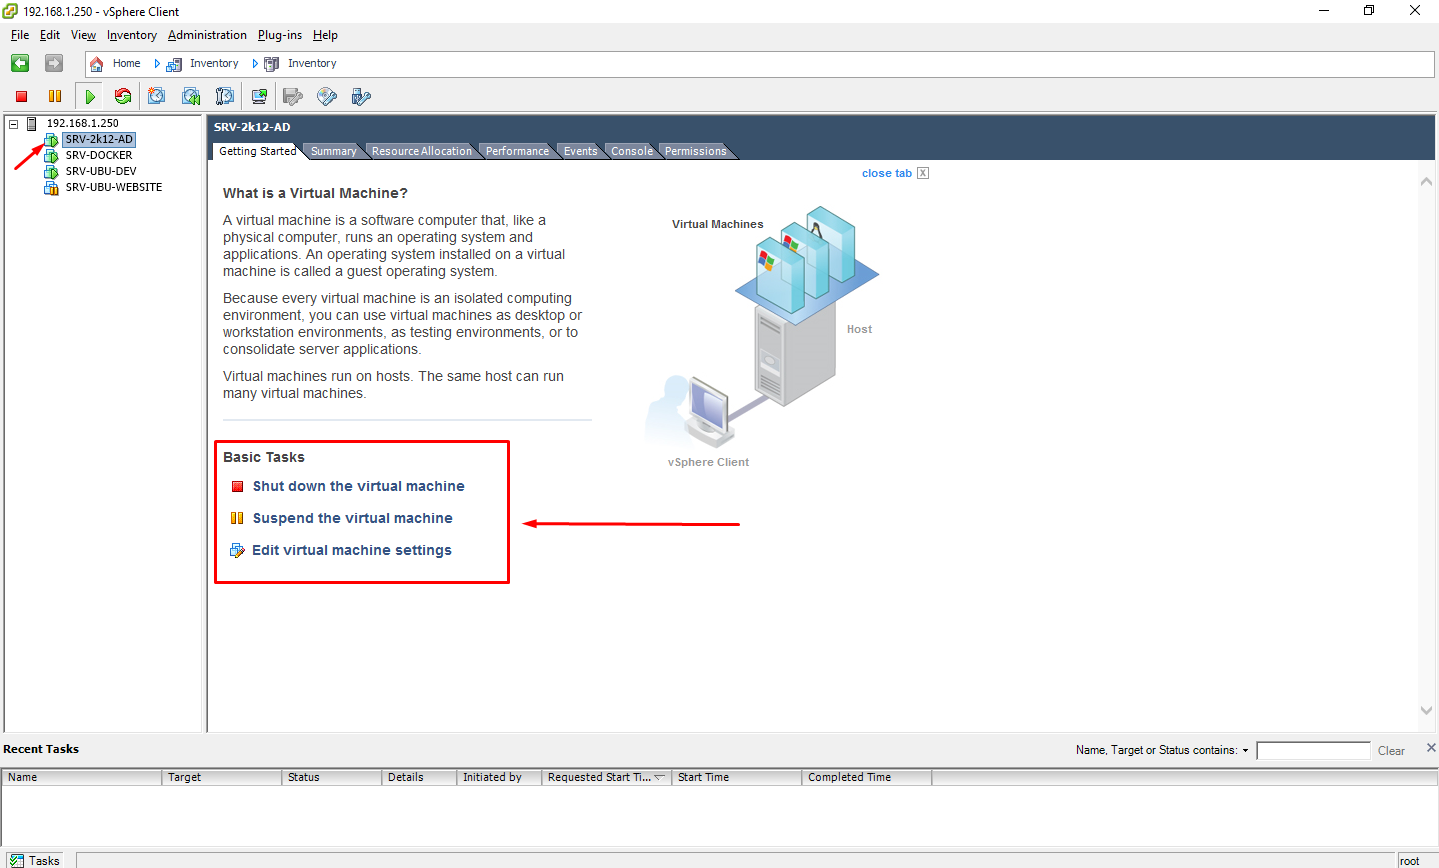 192.168.1.250 - vSphere Client
File Edit View Inventory Administration Plug-ins Help
Home Inventory Inventory
192.168.1.250
SRV-2k12-AD
SRV-DOCKER
SRV-UBU-DEV
SRV-UBU-WEBSITE
SRV-2k12-AD
Getting Started Summary Resource Allocation Performance Events Console Permissions
close tab X
What is a Virtual Machine?
A virtual machine is a software computer that, like a
physical computer, runs an operating system and
applications. An operating system installed on a virtual
machine is called a guest operating system.
Because every virtual machine is an isolated computing
environment, you can use virtual machines as desktop or
workstation environments, as testing environments, or to
consolidate server applications.
Virtual machines run on hosts. The same host can run
many virtual machines.
Virtual Machines
Host
vSphere Client
Basic Tasks
Shut down the virtual machine
Suspend the virtual machine
Edit virtual machine settings
Recent Tasks
Name, Target or Status contains:
Clear
Name Target Status Details Initiated by Requested Start Ti... Start Time Completed Time
Tasks
root